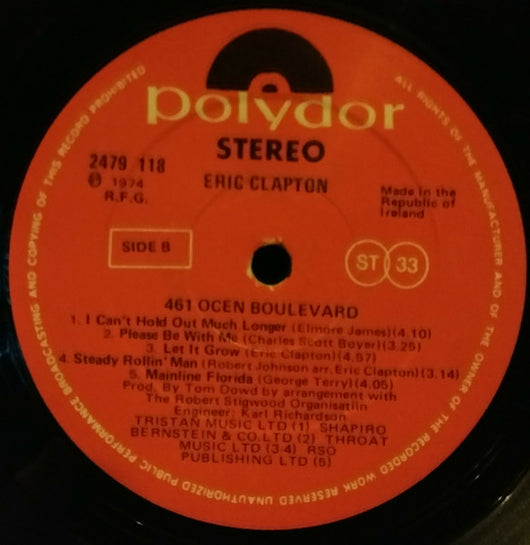 polydor
STEREO
2479 118
℗ 1974
R.F.G.
ERIC CLAPTON
Made in the
Republic of
Ireland
SIDE B
ST 33
461 OCEN BOULEVARD
1. I Can't Hold Out Much Longer (Elmore James)(4.10)
2. Please Be With Me (Charles Scott Boyer)(3.25)
3. Let It Grow (Eric Clapton)(4.57)
4. Steady Rollin' Man (Robert Johnson arr. Eric Clapton)(3.14)
5. Mainline Florida (George Terry)(4.05)
Prod. By Tom Dowd by arrangement with
The Robert Stigwood Organisatiin
Engineer: Karl Richardson
TRISTAN MUSIC LTD (1) SHAPIRO
BERNSTEIN & CO.LTD (2) THROAT
MUSIC LTD (3-4) RSO
PUBLISHING LTD (5)
ALL RIGHTS OF THE MANUFACTURER AND OF THE OWNER OF THE RECORDED WORK RESERVED UNAUTHORIZED PUBLIC PERFORMANCE BROADCASTING AND COPYING OF THIS RECORD PROHIBITED